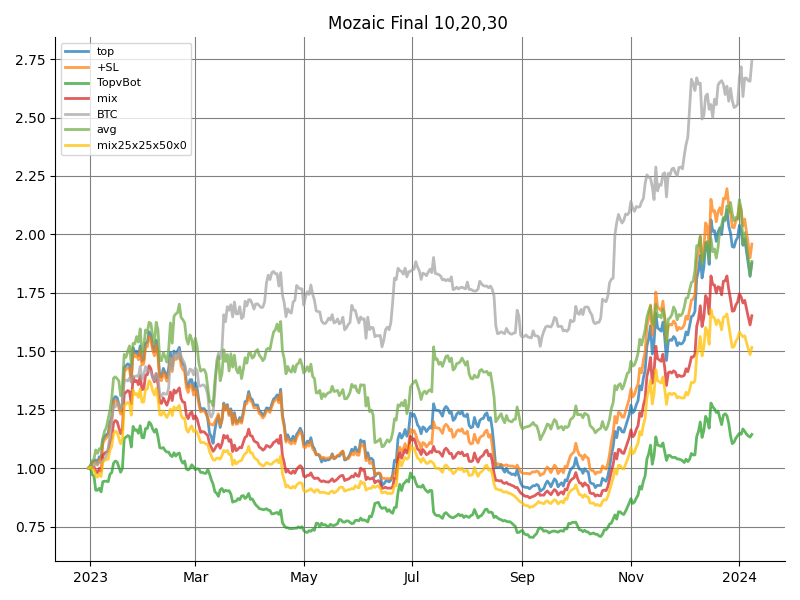 Mozaic Final 10,20,30
top
+SL
TopvBot
mix
BTC
avg
mix25x25x50x0
2.75
2.50
2.25
2.00
1.75
1.50
1.25
1.00
0.75
2023 Mar May Jul Sep Nov 2024